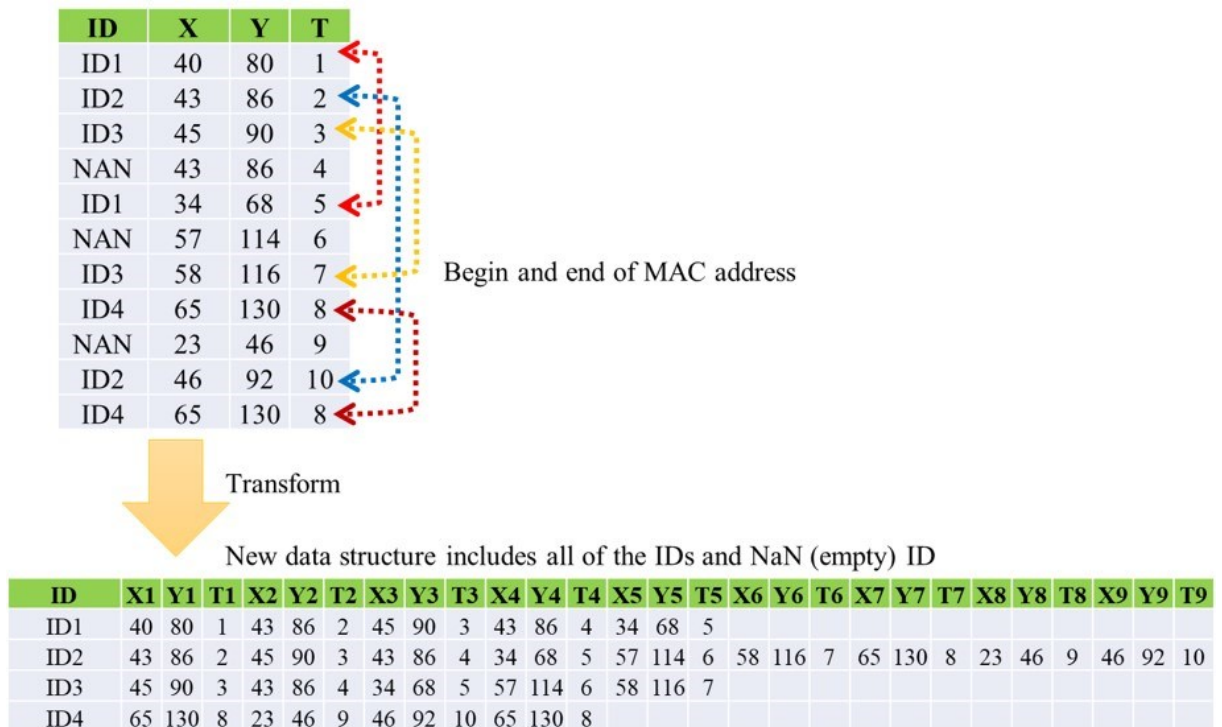 ID X Y T
ID1 40 80 1
ID2 43 86 2
ID3 45 90 3
NAN 43 86 4
ID1 34 68 5
NAN 57 114 6
ID3 58 116 7
Begin and end of MAC address
ID4 65 130 8
NAN 23 46 9
ID2 46 92 10
ID4 65 130 8
Transform
New data structure includes all of the IDs and NaN (empty) ID
ID X1 Y1 T1 X2 Y2 T2 X3 Y3 T3 X4 Y4 T4 X5 Y5 T5 X6 Y6 T6 X7 Y7 T7 X8 Y8 T8 X9 Y9 T9
ID1 40 80 1 43 86 2 45 90 3 43 86 4 34 68 5
ID2 43 86 2 45 90 3 43 86 4 34 68 5 57 114 6 58 116 7 65 130 8 23 46 9 46 92 10
ID3 45 90 3 43 86 4 34 68 5 57 114 6 58 116 7
ID4 65 130 8 23 46 9 46 92 10 65 130 8